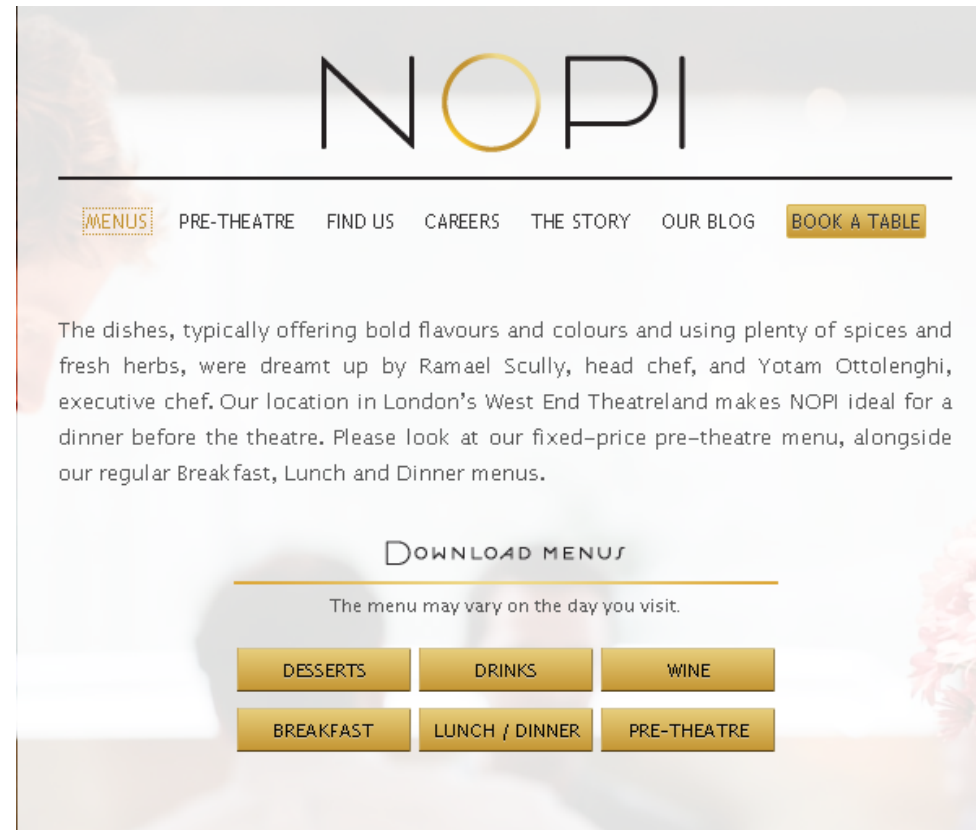 NOPI
MENUS PRE-THEATRE FIND US CAREERS THE STORY OUR BLOG BOOK A TABLE
The dishes, typically offering bold flavours and colours and using plenty of spices and
fresh herbs, were dreamt up by Ramael Scully, head chef, and Yotam Ottolenghi,
executive chef. Our location in London's West End Theatreland makes NOPI ideal for a
dinner before the theatre. Please look at our fixed-price pre-theatre menu, alongside
our regular Breakfast, Lunch and Dinner menus.
DOWNLOAD MENUS
The menu may vary on the day you visit.
DESSERTS DRINKS WINE
BREAKFAST LUNCH / DINNER PRE-THEATRE